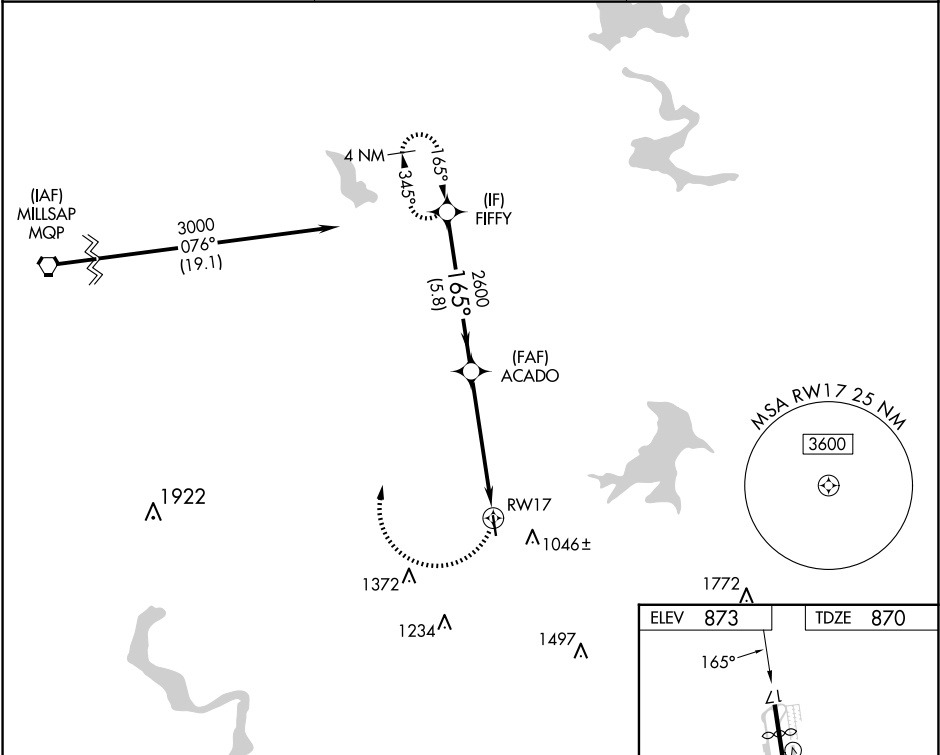 4 NM
165°
345°
(IF)
FIFFY
(IAF)
MILLSAP
MQP
3000
076°
(19.1)
2600
165°
(5.8)
(FAF)
ACADO
MSA RW17 25 NM
3600
1922
RW17
1046±
1372
1234
1497
1772
ELEV 873
TDZE 870
165°
17